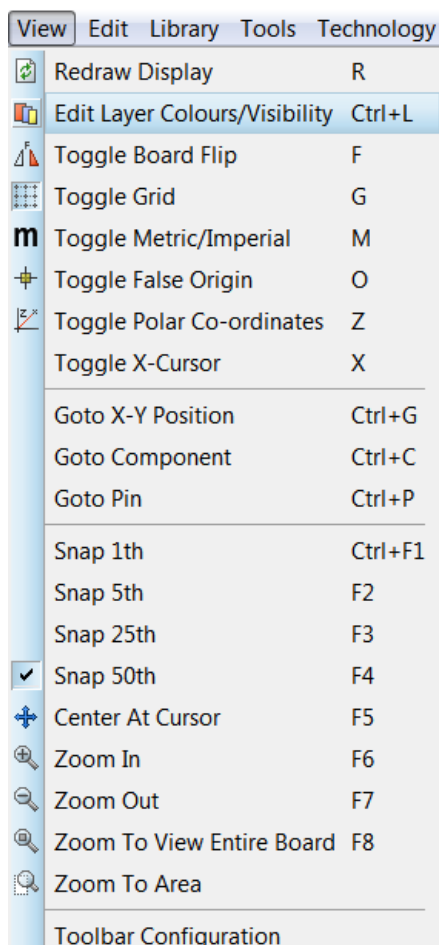 View Edit Library Tools Technology
Redraw Display R
Edit Layer Colours/Visibility Ctrl+L
Toggle Board Flip F
Toggle Grid G
m Toggle Metric/Imperial M
Toggle False Origin O
Toggle Polar Co-ordinates Z
Toggle X-Cursor X
Goto X-Y Position Ctrl+G
Goto Component Ctrl+C
Goto Pin Ctrl+P
Snap 1th Ctrl+F1
Snap 5th F2
Snap 25th F3
Snap 50th F4
Center At Cursor F5
Zoom In F6
Zoom Out F7
Zoom To View Entire Board F8
Zoom To Area
Toolbar Configuration